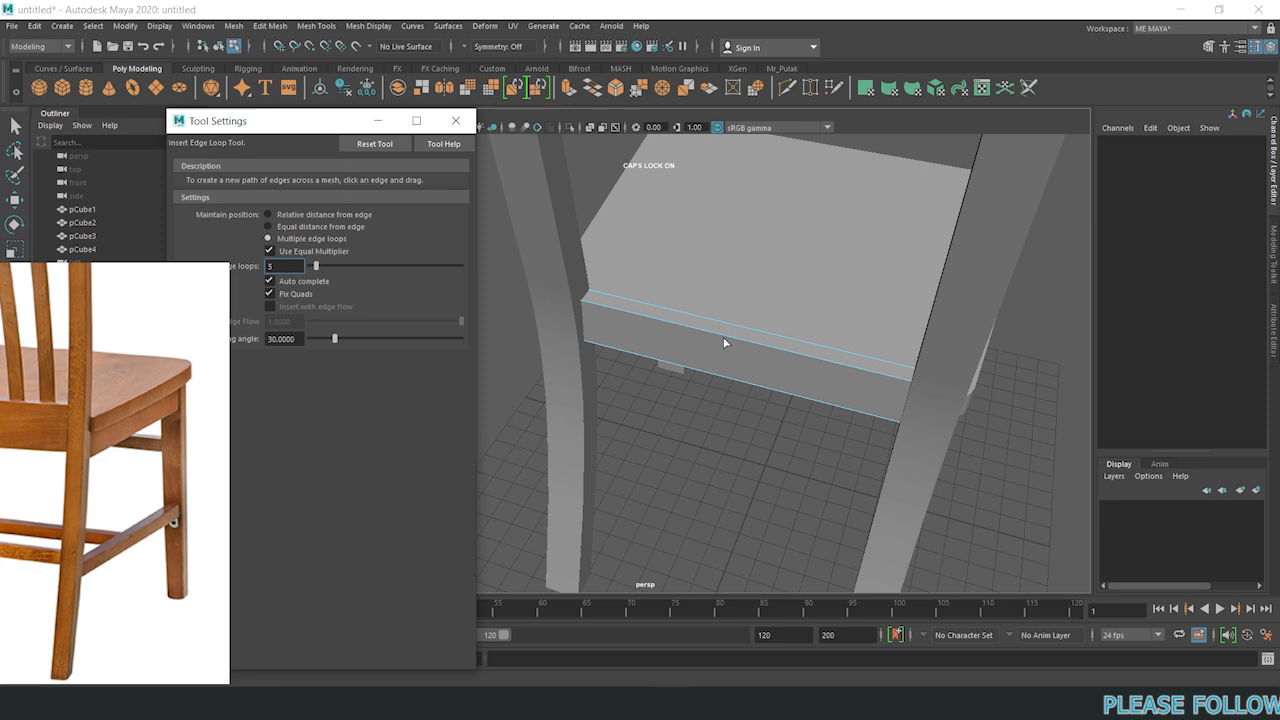 untitled* - Autodesk Maya 2020: untitled
File Edit Create Select Modify Display Windows Mesh Edit Mesh Mesh Tools Mesh Display Curves Surfaces Deform UV Generate Cache Arnold Help
Workspace: ME MAYA*
Modeling No Live Surface Symmetry: Off Sign In
Curves / Surfaces Poly Modeling Sculpting Rigging Animation Rendering FX FX Caching Custom Arnold Bifrost MASH Motion Graphics XGen Mr_Pulak
Outliner
Display Show Help
Search...
persp
top
front
side
pCube1
pCube2
pCube3
pCube4
Tool Settings
Insert Edge Loop Tool.
Reset Tool Tool Help
Description
To create a new path of edges across a mesh, click an edge and drag.
Settings
Maintain position: Relative distance from edge
Equal distance from edge
Multiple edge loops
Use Equal Multiplier
ge loops: 5
Auto complete
Fix Quads
Insert with edge flow
dge Flow 1.0000
ng angle: 30.0000
0.00 1.00 sRGB gamma
CAPS LOCK ON
persp
Channels Edit Object Show
Channel Box / Layer Editor
Modeling Toolkit
Attribute Editor
Display Anim
Layers Options Help
55 60 65 70 75 80 85 90 95 100 105 110 115 120
1
120 120 200 No Character Set No Anim Layer 24 fps
PLEASE FOLLOW